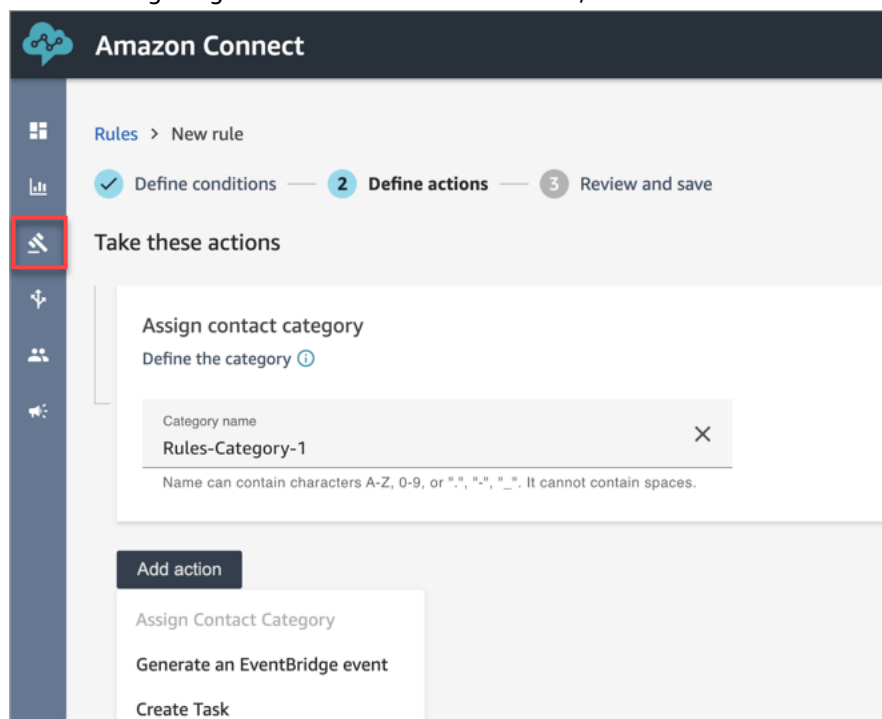 Amazon Connect
Rules > New rule
Define conditions 2 Define actions 3 Review and save
Take these actions
Assign contact category
Define the category
Category name
Rules-Category-1
Name can contain characters A-Z, 0-9, or ".", "-", "_". It cannot contain spaces.
Add action
Assign Contact Category
Generate an EventBridge event
Create Task